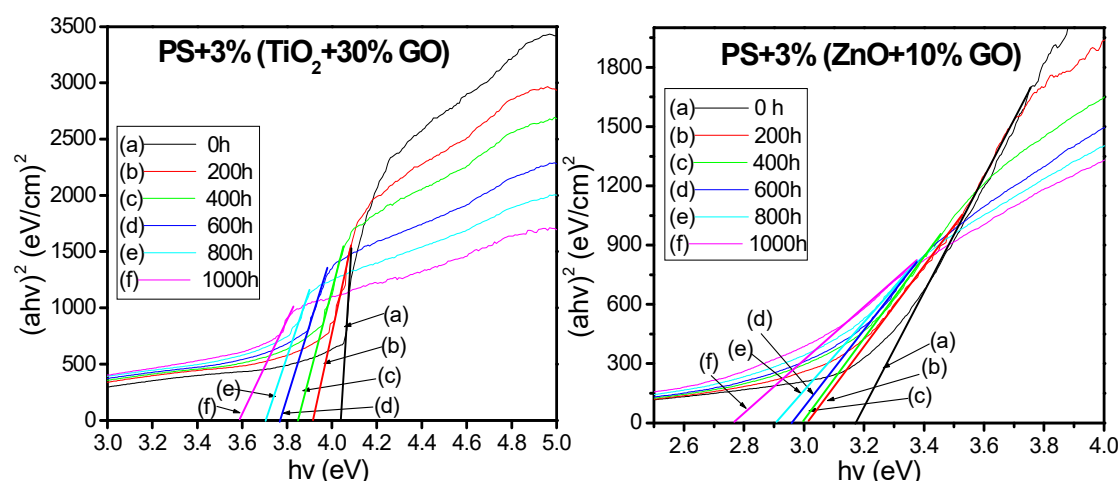 PS+3% (TiO₂+30% GO)
(a) 0h
(b) 200h
(c) 400h
(d) 600h
(e) 800h
(f) 1000h
(ahv)² (eV/cm)²
3500
3000
2500
2000
1500
1000
500
0
(a)
(b)
(c)
(d)
(e)
(f)
3.0 3.2 3.4 3.6 3.8 4.0 4.2 4.4 4.6 4.8 5.0
hv (eV)
PS+3% (ZnO+10% GO)
(a) 0 h
(b) 200h
(c) 400h
(d) 600h
(e) 800h
(f) 1000h
(ahv)² (eV/cm)²
1800
1500
1200
900
600
300
0
(d)
(e)
(f)
(a)
(b)
(c)
2.6 2.8 3.0 3.2 3.4 3.6 3.8 4.0
hv (eV)